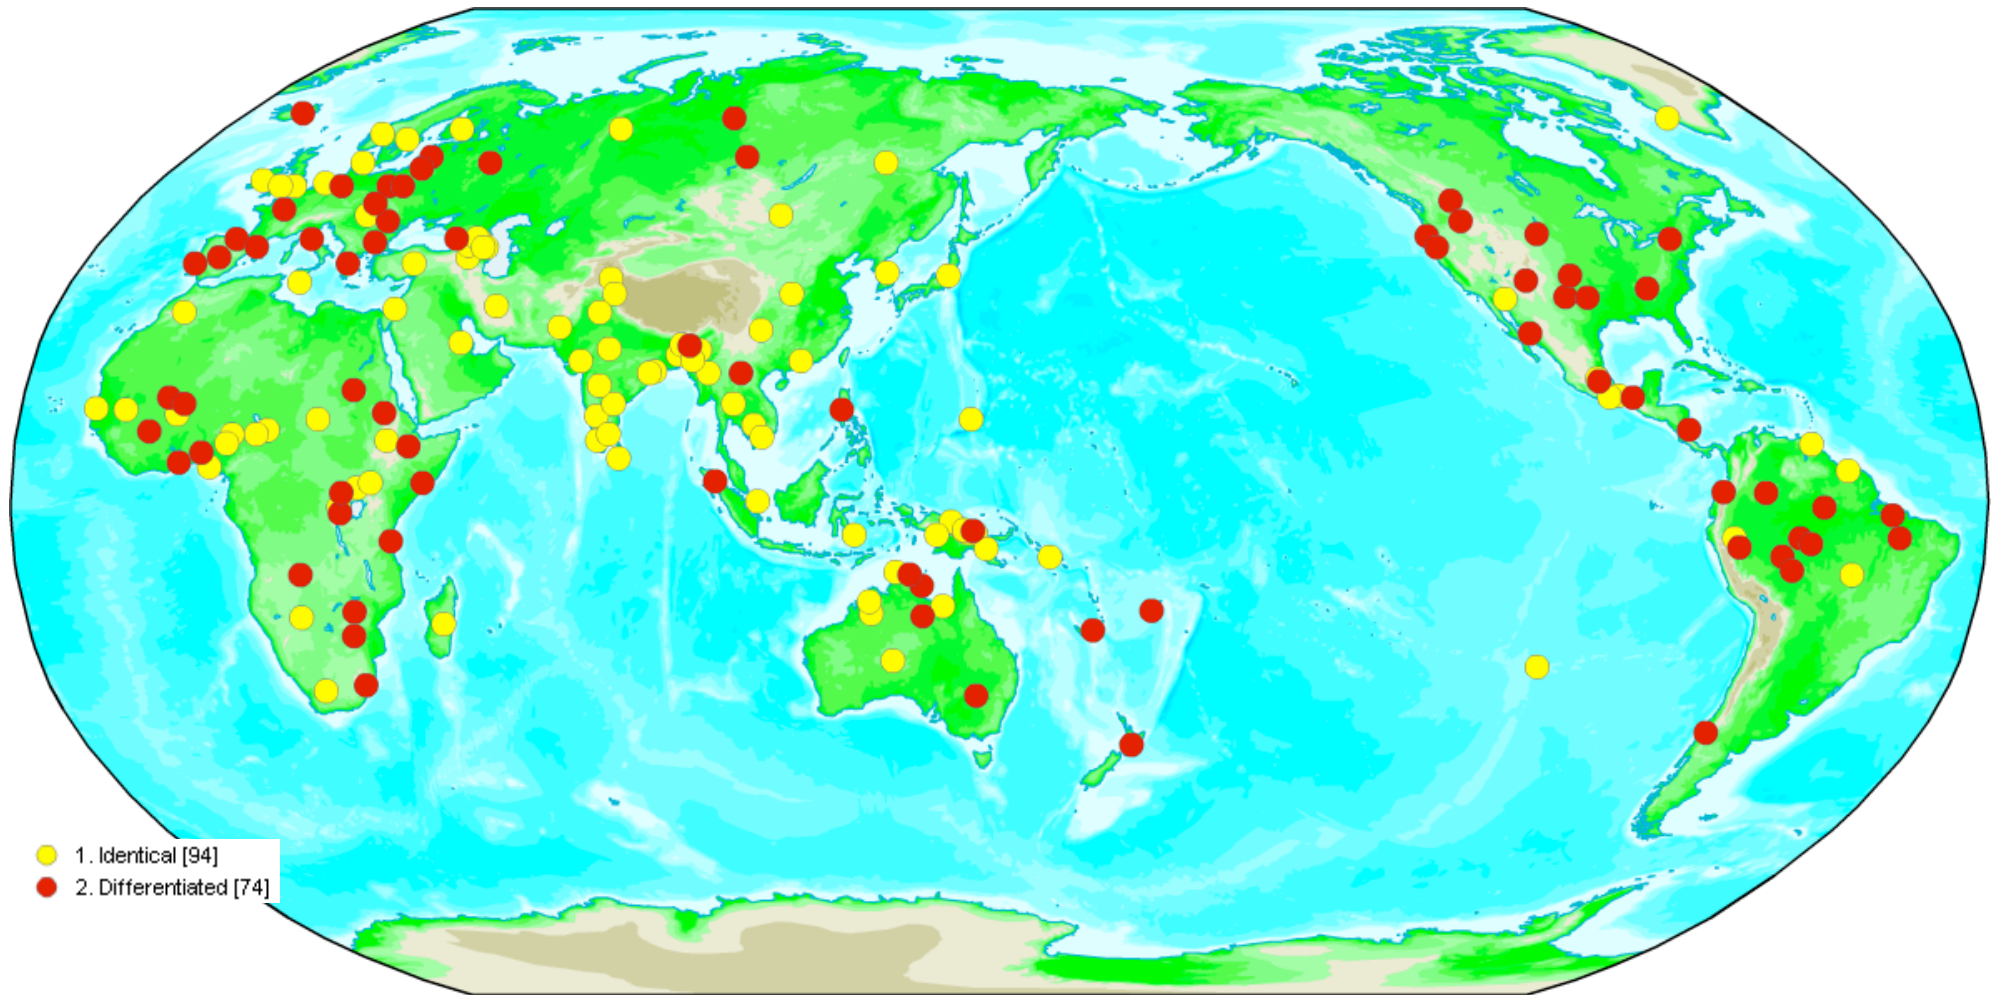 1. Identical [94]
2. Differentiated [74]